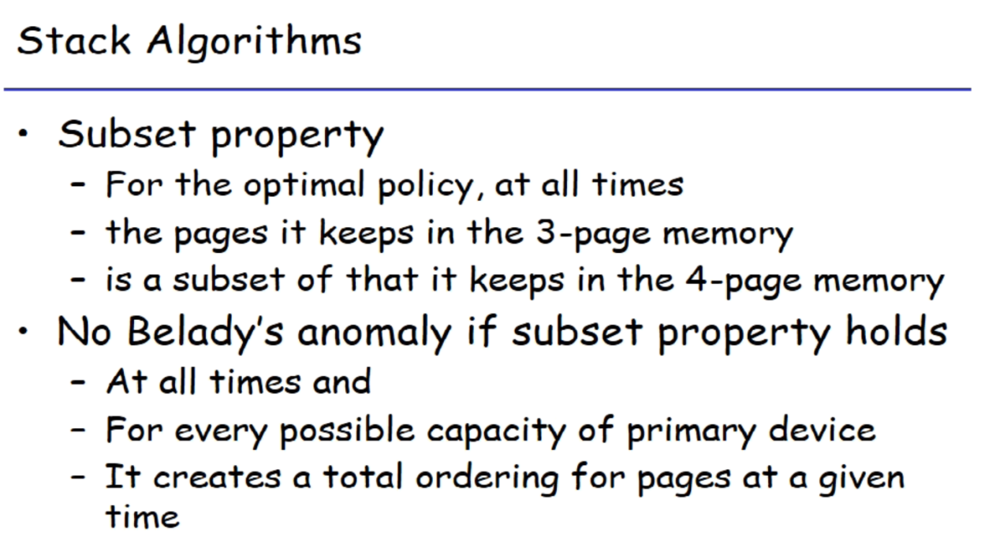 Stack Algorithms
• Subset property
– For the optimal policy, at all times
– the pages it keeps in the 3-page memory
– is a subset of that it keeps in the 4-page memory
• No Belady's anomaly if subset property holds
– At all times and
– For every possible capacity of primary device
– It creates a total ordering for pages at a given
time